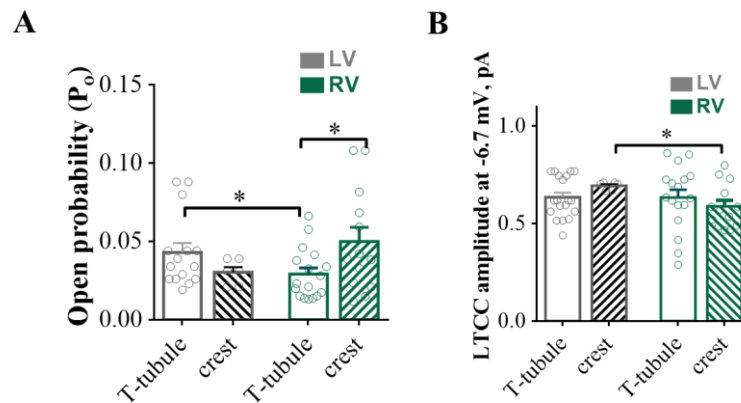 A
LV
RV
Open probability (Po)
0.15
0.10
0.05
0.00
*
*
T-tubule
crest
T-tubule
crest
B
LV
RV
LTCC amplitude at -6.7 mV, pA
1.0
0.5
0.0
*
T-tubule
crest
T-tubule
crest